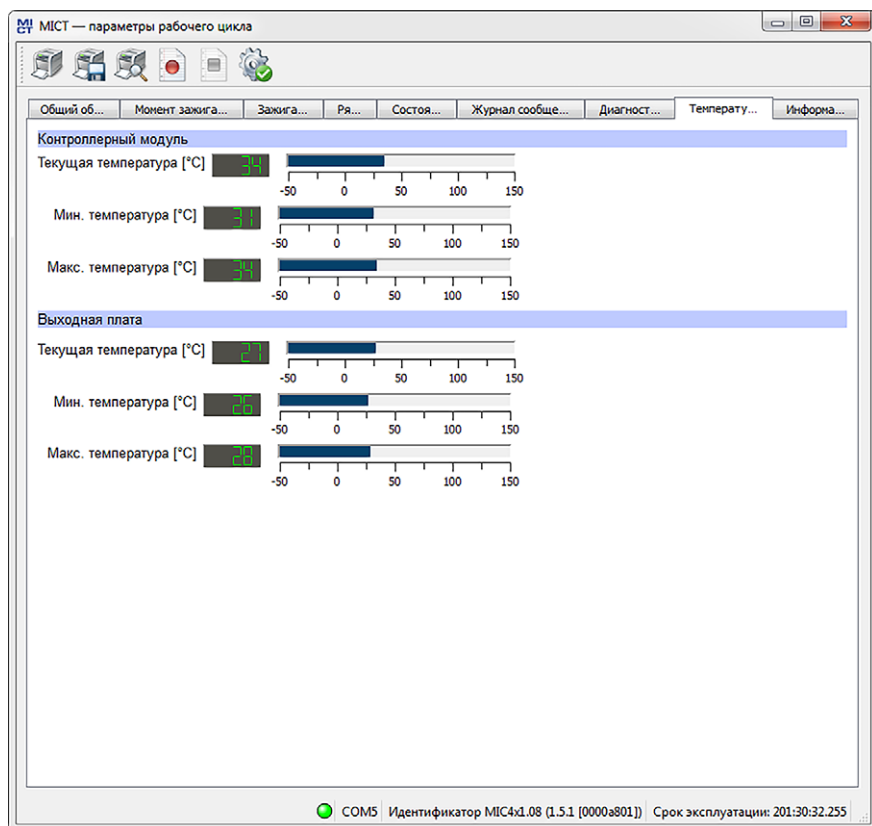 MICT MICT — параметры рабочего цикла
Общий об... Момент зажига... Зажига... Ря... Состоя... Журнал сообще... Диагност... Температу... Информа...
Контроллерный модуль
Текущая температура [°C] 34
-50 0 50 100 150
Мин. температура [°C] 31
-50 0 50 100 150
Макс. температура [°C] 34
-50 0 50 100 150
Выходная плата
Текущая температура [°C] 27
-50 0 50 100 150
Мин. температура [°C] 26
-50 0 50 100 150
Макс. температура [°C] 28
-50 0 50 100 150
COM5 Идентификатор MIC4x1.08 (1.5.1 [0000a801]) Срок эксплуатации: 201:30:32.255